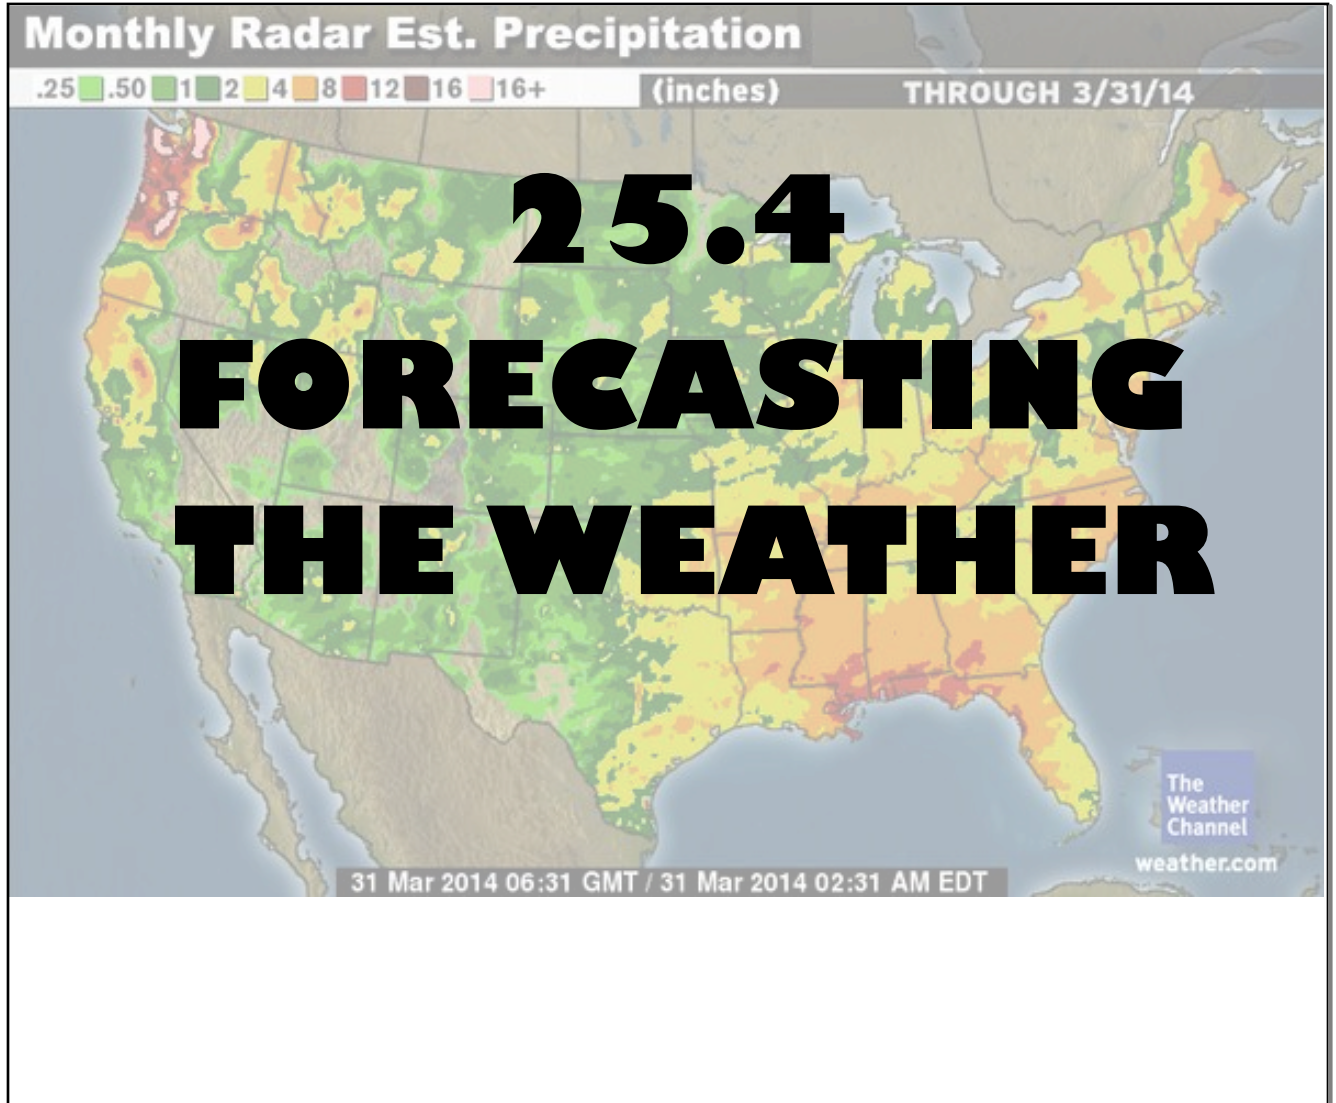 Monthly Radar Est. Precipitation
.25 .50 1 2 4 8 12 16 16+ (inches) THROUGH 3/31/14
25.4
FORECASTING
THE WEATHER
The
Weather
Channel
weather.com
31 Mar 2014 06:31 GMT / 31 Mar 2014 02:31 AM EDT